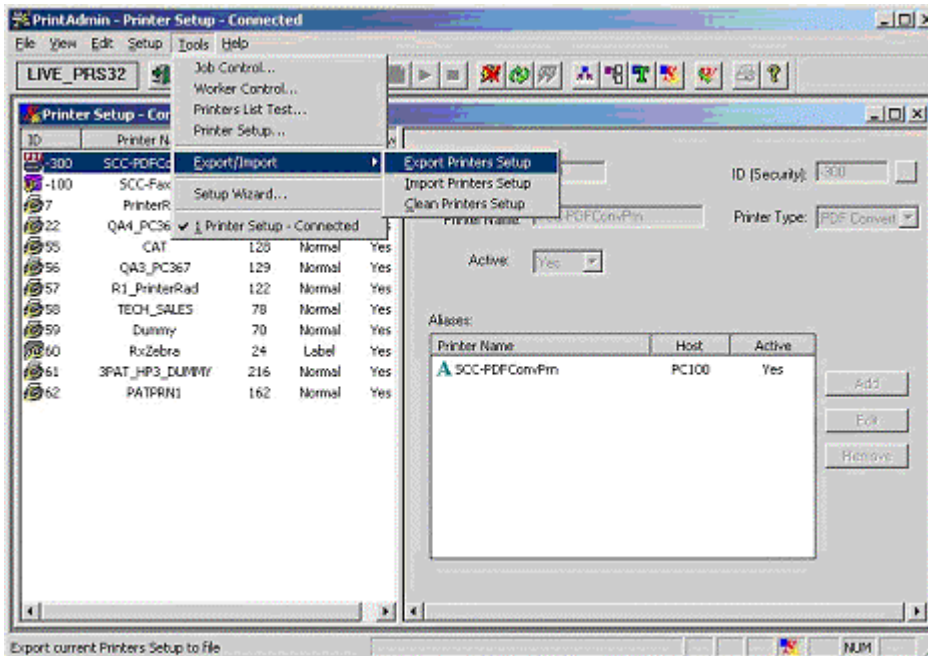 PrintAdmin - Printer Setup - Connected
File View Edit Setup Tools Help
LIVE_PRS32
Job Control...
Worker Control...
Printers List Test...
Printer Setup...
Export/Import
Setup Wizard...
1 Printer Setup - Connected
Export Printers Setup
Import Printers Setup
Clean Printers Setup
Printer Setup - Con
ID Printer N
-300 SCC-PDFCo
-100 SCC-Fax
7 PrinterR
22 QA4_PC36
55 CAT 128 Normal Yes
56 QA3_PC367 129 Normal Yes
57 R1_PrinterRad 122 Normal Yes
58 TECH_SALES 78 Normal Yes
59 Dummy 70 Normal Yes
60 RxZebra 24 Label Yes
61 3PAT_HP3_DUMMY 216 Normal Yes
62 PATPRN1 162 Normal Yes
ID (Security): -300
Printer Name: PDFConvPrn Printer Type: PDF Convert
Active: Yes
Aliases:
Printer Name Host Active
A SCC-PDFConvPrn PC100 Yes
Add
Edit
Remove
Export current Printers Setup to file NUM